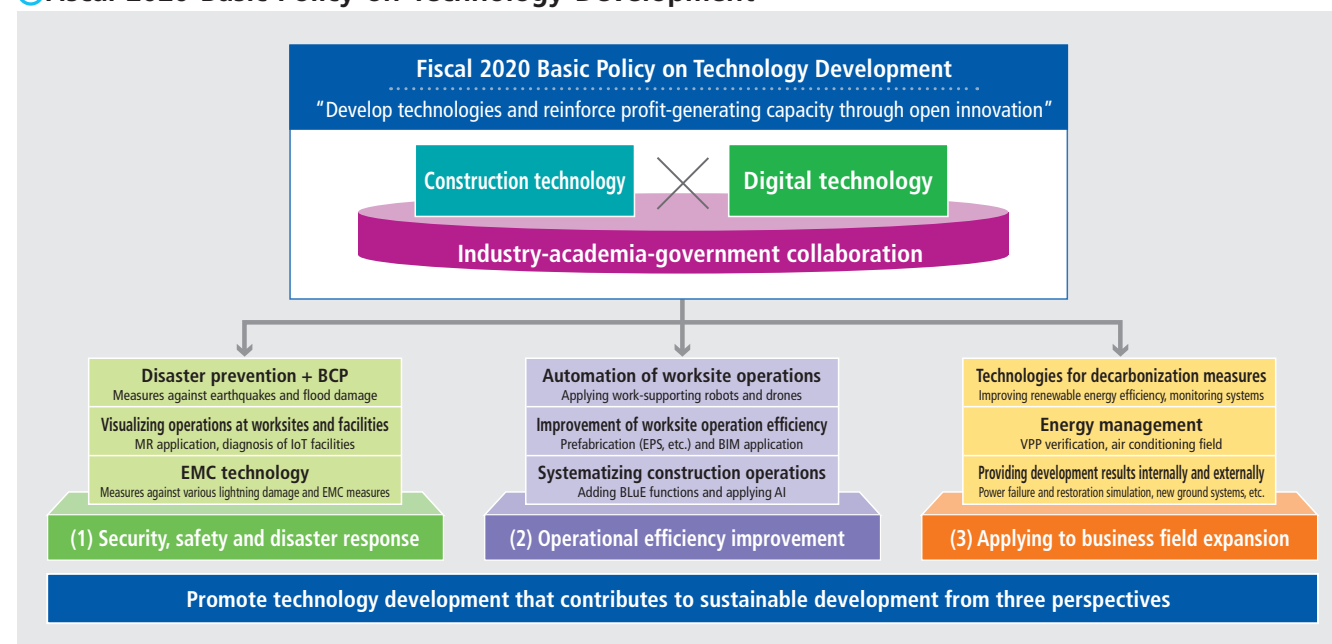 Fiscal 2020 Basic Policy on Technology Development
Fiscal 2020 Basic Policy on Technology Development
"Develop technologies and reinforce profit-generating capacity through open innovation"
Construction technology
Digital technology
Industry-academia-government collaboration
Disaster prevention + BCP
Measures against earthquakes and flood damage
Visualizing operations at worksites and facilities
MR application, diagnosis of IoT facilities
EMC technology
Measures against various lightning damage and EMC measures
(1) Security, safety and disaster response
Automation of worksite operations
Applying work-supporting robots and drones
Improvement of worksite operation efficiency
Prefabrication (EPS, etc.) and BIM application
Systematizing construction operations
Adding BLuE functions and applying AI
(2) Operational efficiency improvement
Technologies for decarbonization measures
Improving renewable energy efficiency, monitoring systems
Energy management
VPP verification, air conditioning field
Providing development results internally and externally
Power failure and restoration simulation, new ground systems, etc.
(3) Applying to business field expansion
Promote technology development that contributes to sustainable development from three perspectives